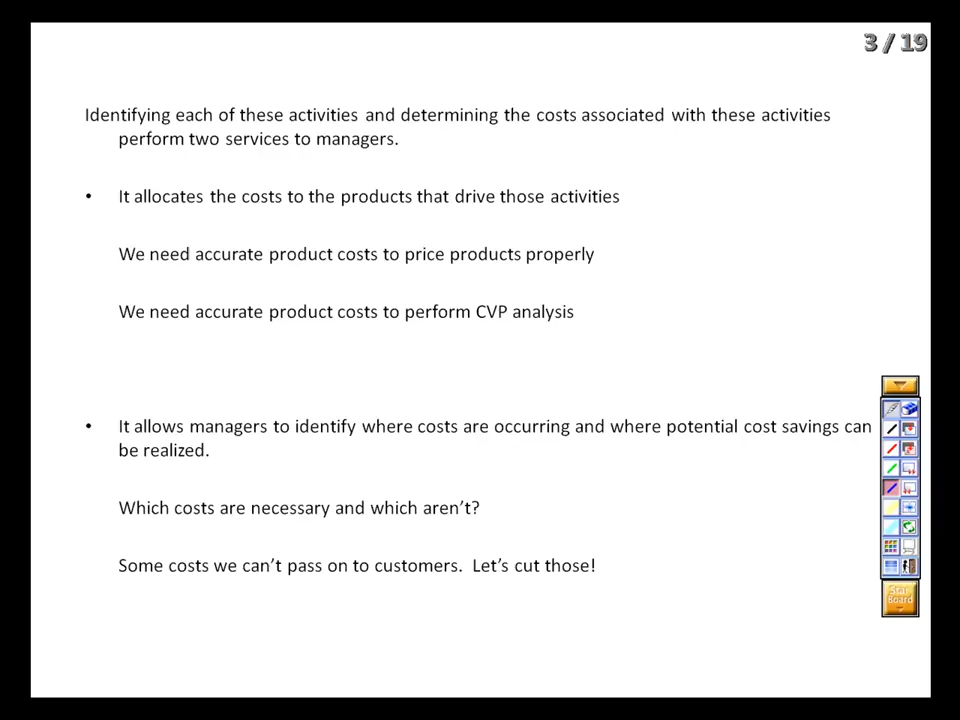 3 / 19
Identifying each of these activities and determining the costs associated with these activities
perform two services to managers.
• It allocates the costs to the products that drive those activities
We need accurate product costs to price products properly
We need accurate product costs to perform CVP analysis
• It allows managers to identify where costs are occurring and where potential cost savings can
be realized.
Which costs are necessary and which aren’t?
Some costs we can’t pass on to customers.  Let’s cut those!
Star
Board